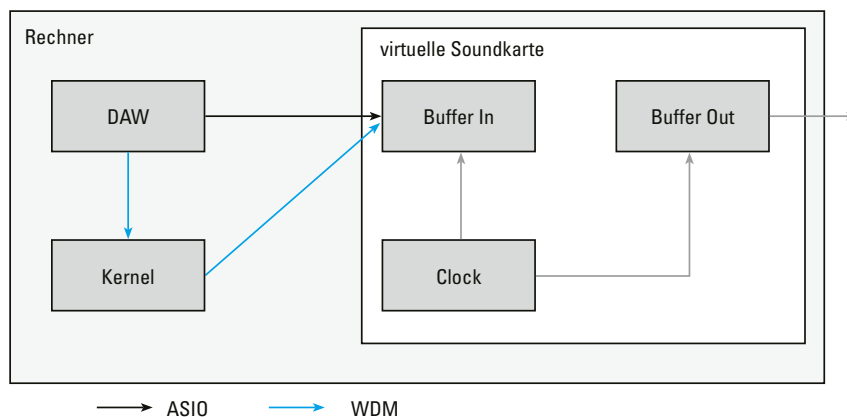 Rechner
virtuelle Soundkarte
DAW
Buffer In
Buffer Out
Kernel
Clock
ASIO
WDM